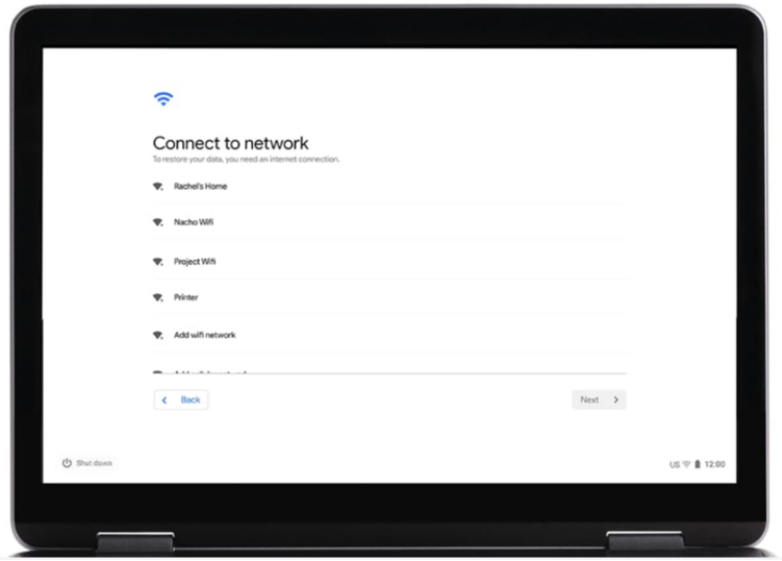 Connect to network
To restore your data, you need an internet connection.
Rachel's Home
Nacho Wifi
Project Wifi
Printer
Add wifi network
Back
Next
Shut down
US 12:00